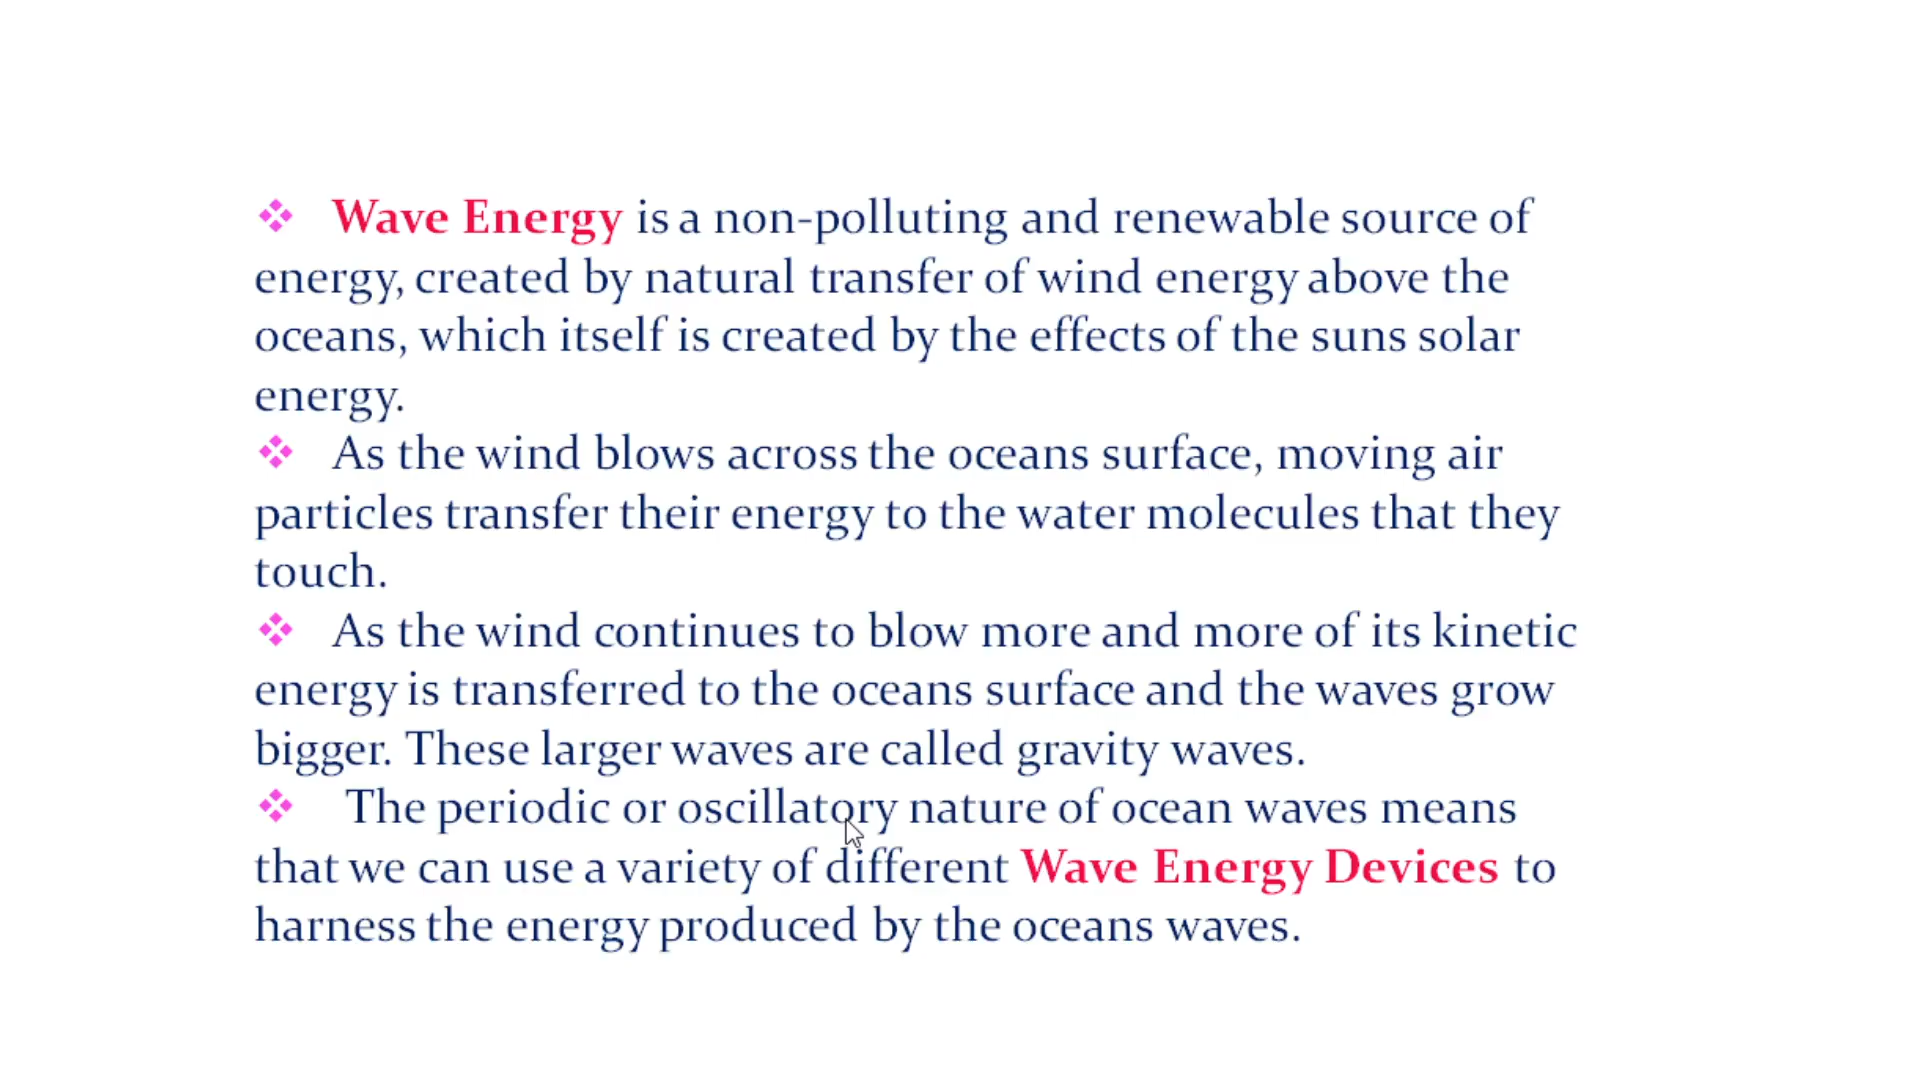 ❖ Wave Energy is a non-polluting and renewable source of
energy, created by natural transfer of wind energy above the
oceans, which itself is created by the effects of the suns solar
energy.
❖ As the wind blows across the oceans surface, moving air
particles transfer their energy to the water molecules that they
touch.
❖ As the wind continues to blow more and more of its kinetic
energy is transferred to the oceans surface and the waves grow
bigger. These larger waves are called gravity waves.
❖ The periodic or oscillatory nature of ocean waves means
that we can use a variety of different Wave Energy Devices to
harness the energy produced by the oceans waves.